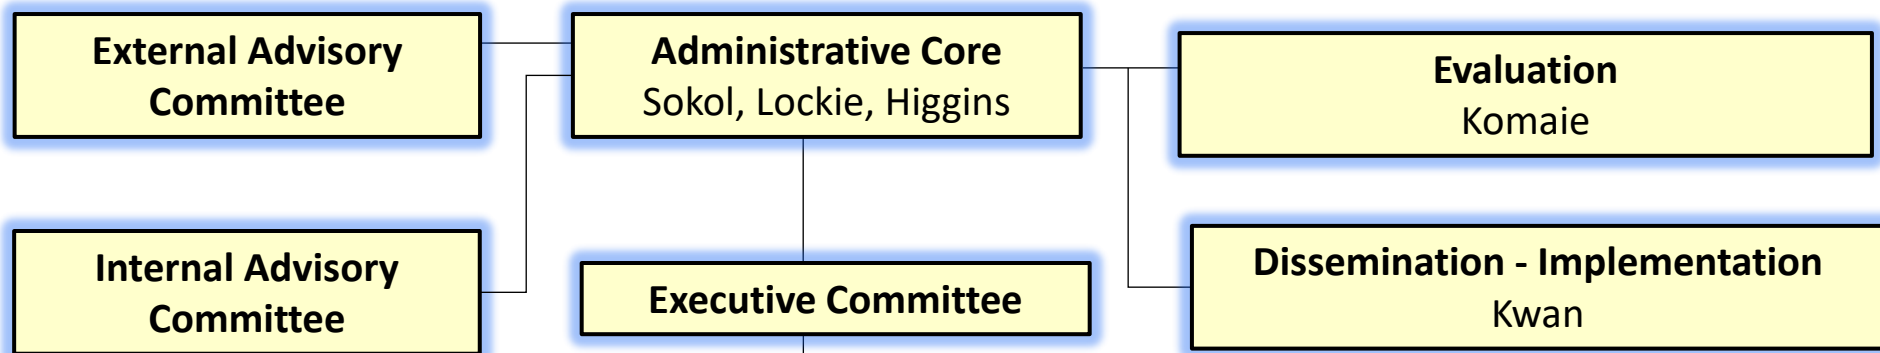 External Advisory
Committee
Administrative Core
Sokol, Lockie, Higgins
Evaluation
Komaie
Internal Advisory
Committee
Executive Committee
Dissemination - Implementation
Kwan